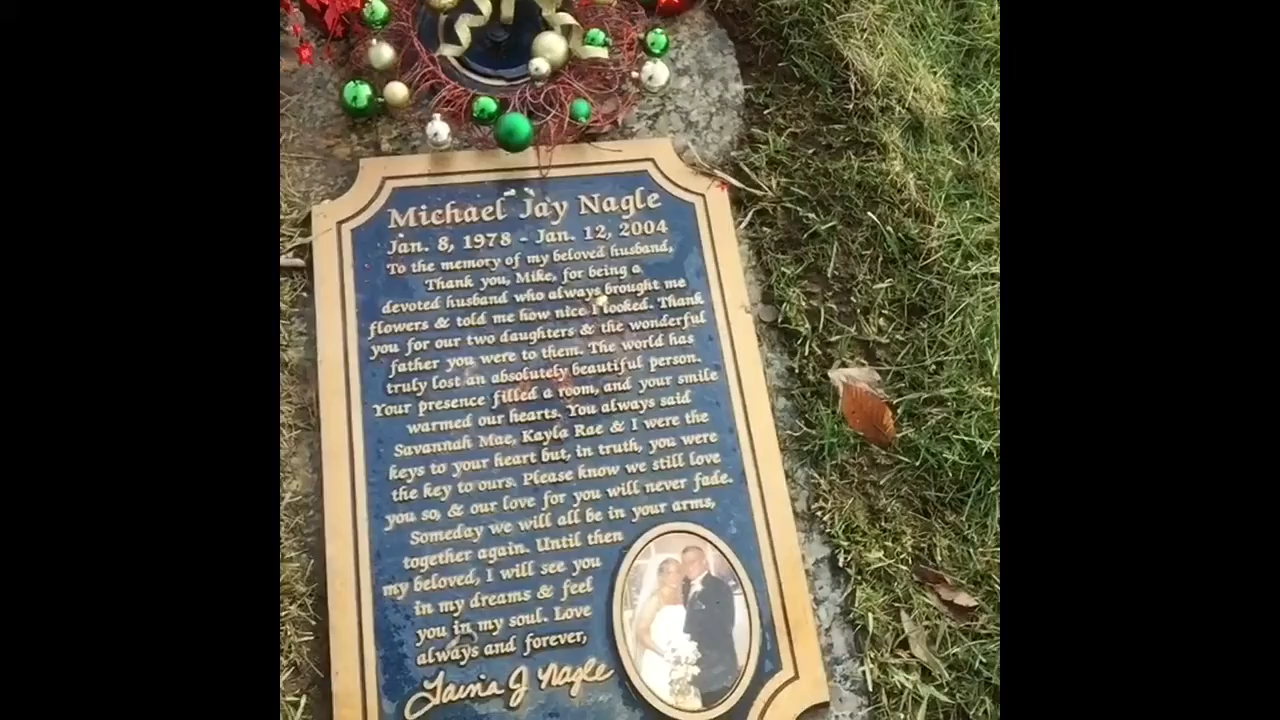 Michael Jay Nagle
Jan. 8, 1978 - Jan. 12, 2004
To the memory of my beloved husband,
Thank you, Mike, for being a
devoted husband who always brought me
flowers & told me how nice I looked. Thank
you for our two daughters & the wonderful
father you were to them. The world has
truly lost an absolutely beautiful person.
Your presence filled a room, and your smile
warmed our hearts. You always said
Savannah Mae, Kayla Rae & I were the
keys to your heart but, in truth, you were
the key to ours. Please know we still love
you so, & our love for you will never fade.
Someday we will all be in your arms,
together again. Until then
my beloved, I will see you
in my dreams & feel
you in my soul. Love
always and forever,
J Nagle